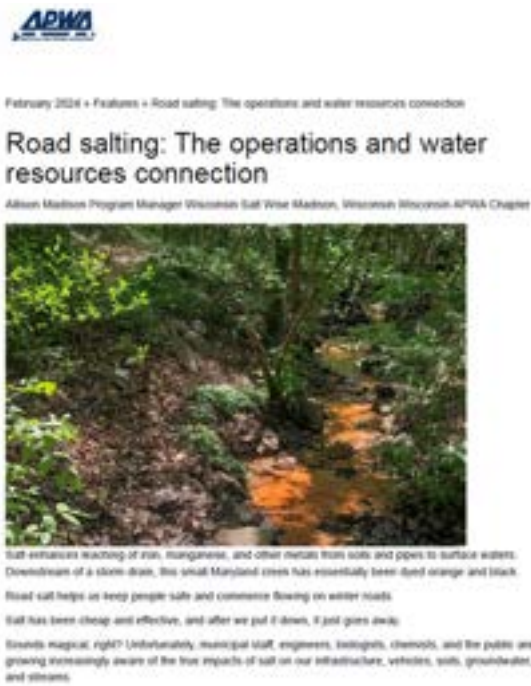 APWA
February 2024 » Features » Road salting: The operations and water resources connection
Road salting: The operations and water
resources connection
Allison Madison Program Manager Wisconsin Salt Wise Madison, Wisconsin Wisconsin APWA Chapter
Salt enhances leaching of iron, manganese, and other metals from soils and pipes to surface waters.
Downstream of a storm drain, this small Maryland creek has essentially been dyed orange and black.
Road salt helps us keep people safe and commerce flowing on winter roads.
Salt has been cheap and effective, and after we put it down, it just goes away.
Sounds magical, right? Unfortunately, municipal staff, engineers, biologists, chemists, and the public are
growing increasingly aware of the true impacts of salt on our infrastructure, vehicles, soils, groundwater
and streams.